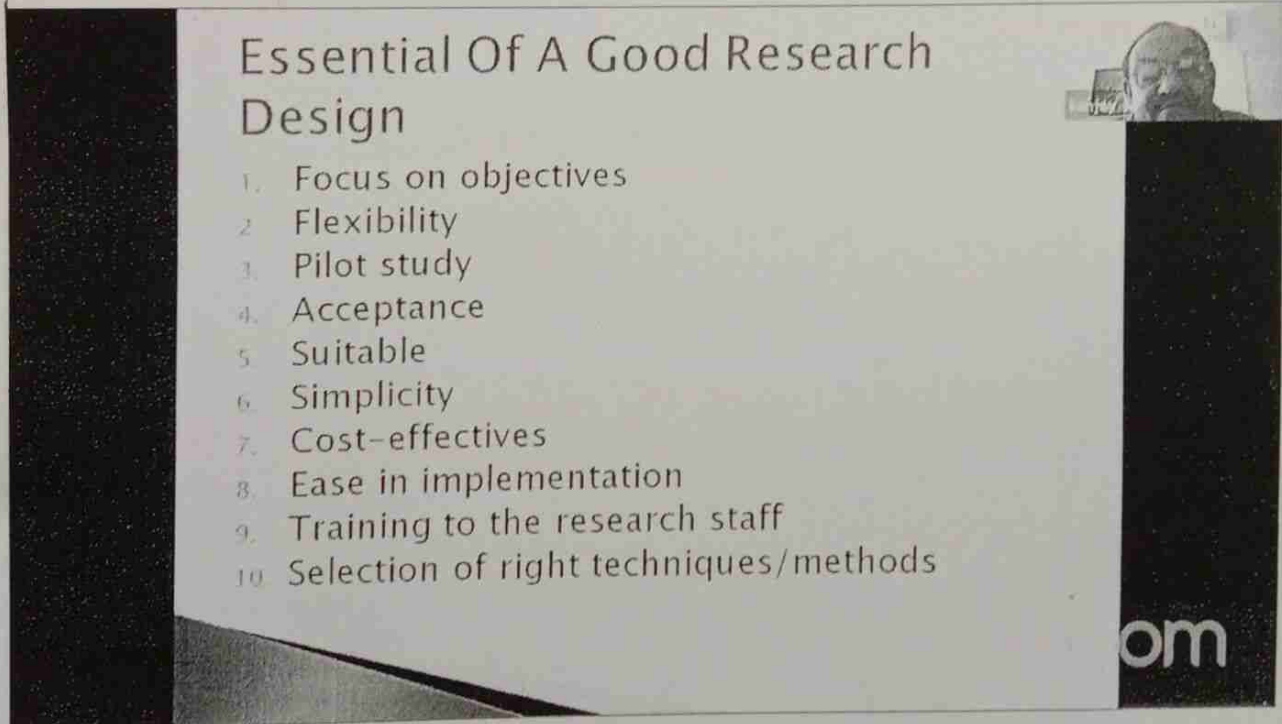 Essential Of A Good Research
Design
1. Focus on objectives
2 Flexibility
3. Pilot study
4. Acceptance
5 Suitable
6. Simplicity
7. Cost-effectives
8. Ease in implementation
9. Training to the research staff
10 Selection of right techniques/methods
om